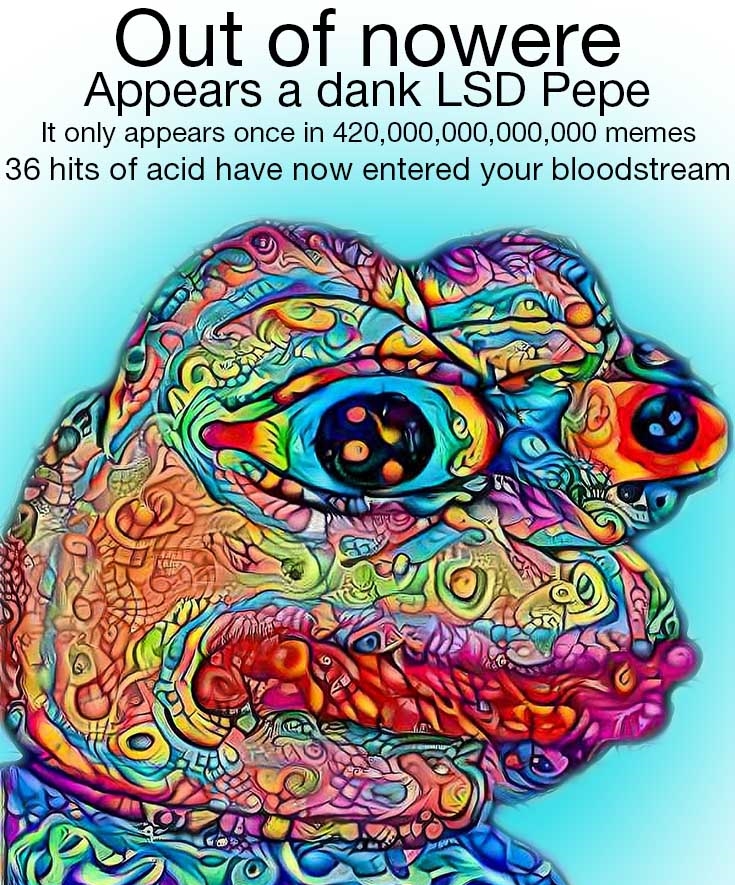 Out of nowere
Appears a dank LSD Pepe
It only appears once in 420,000,000,000,000 memes
36 hits of acid have now entered your bloodstream